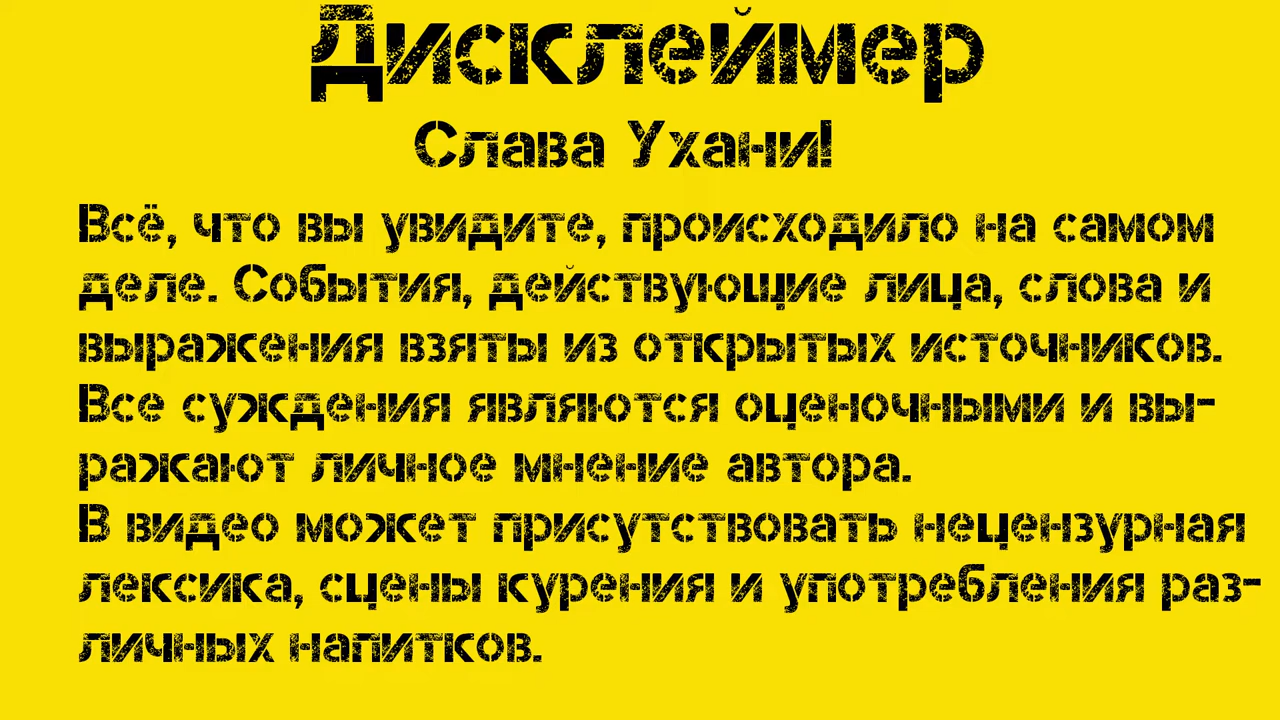 Дисклеймер
Слава Ухани!
Всё, что вы увидите, происходило на самом
деле. События, действующие лица, слова и
выражения взяты из открытых источников.
Все суждения являются оценочными и вы-
ражают личное мнение автора.
В видео может присутствовать нецензурная
лексика, сцены курения и употребления раз-
личных напитков.